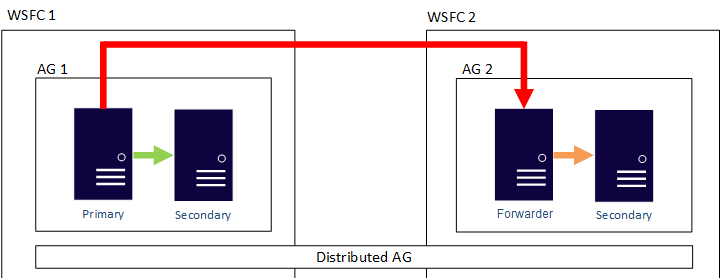 WSFC 1
WSFC 2
AG 1
AG 2
Primary
Secondary
Forwarder
Secondary
Distributed AG